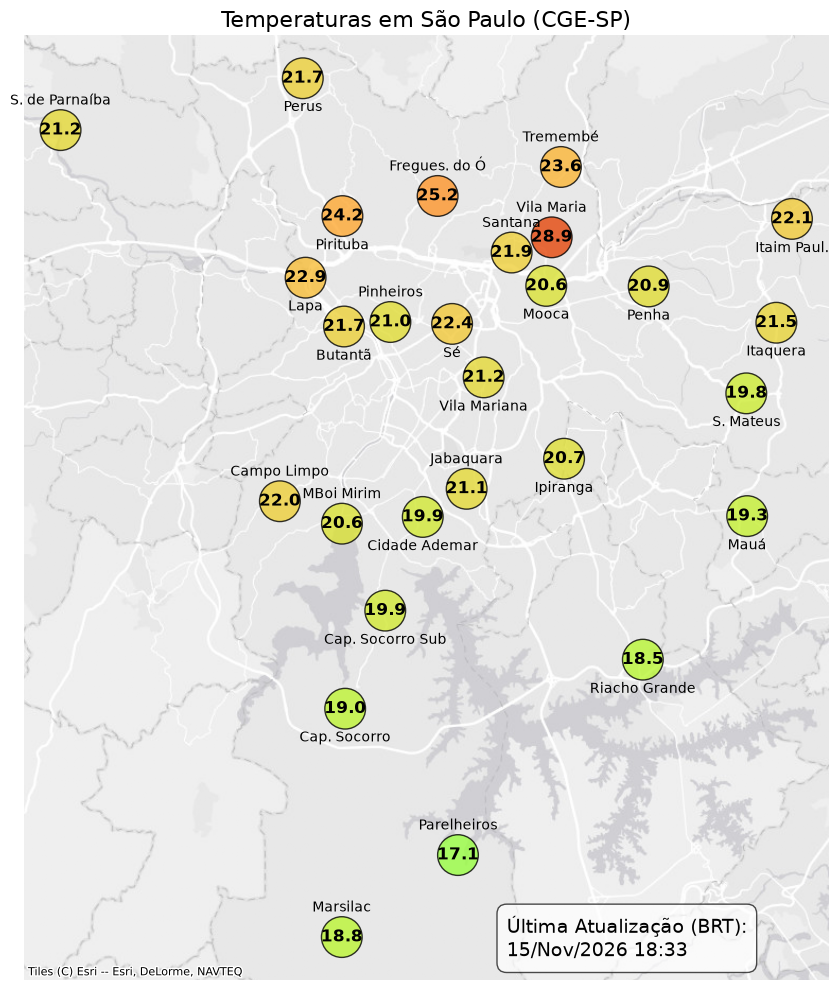 Temperaturas em São Paulo (CGE-SP)
21.7
Perus
S. de Parnaíba
21.2
Tremembé
23.6
Fregues. do Ó
25.2
Vila Maria
28.9
24.2
Pirituba
Santana
21.9
22.1
Itaim Paul.
22.9
Lapa
20.6
Mooca
20.9
Penha
Pinheiros
21.0
21.7
Butantã
22.4
Sé
21.5
Itaquera
21.2
Vila Mariana
19.8
S. Mateus
Jabaquara
21.1
20.7
Ipiranga
Campo Limpo
22.0
MBoi Mirim
20.6
19.9
Cidade Ademar
19.3
Mauá
19.9
Cap. Socorro Sub
18.5
Riacho Grande
19.0
Cap. Socorro
Parelheiros
17.1
Marsilac
18.8
Última Atualização (BRT):
15/Nov/2026 18:33
Tiles (C) Esri -- Esri, DeLorme, NAVTEQ